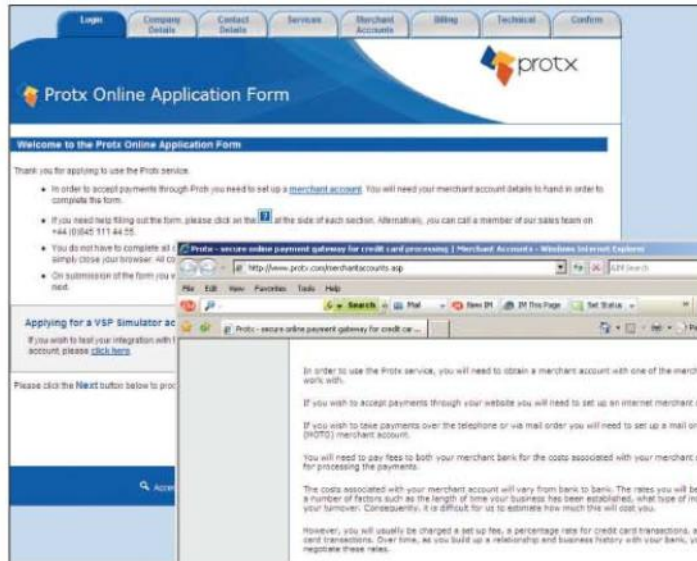 Login
Company Details
Contact Details
Services
Merchant Accounts
Billing
Technical
Confirm
protx
Protx Online Application Form
Welcome to the Protx Online Application Form
Thank you for applying to use the Protx service.
In order to accept payments through Protx you need to set up a merchant account. You will need your merchant account details to hand in order to
complete the form.
If you need help filling out the form, please click on the ? at the side of each section. Alternatively, you can call a member of our sales team on
+44 (0)845 111 44 55.
You do not have to complete all
simply close your browser. All
On submission of the form you
next.
Applying for a VSP Simulator
If you wish to test your integration with
account, please click here.
Please click the Next button below to
Protx - secure online payment gateway for credit card processing | Merchant Accounts - Windows Internet Explorer
http://www.protx.com/merchantaccounts.asp
AIM Search
File Edit View Favorites Tools Help
Search Mail New IM IM This Page Set Status
Protx - secure online payment gateway for credit car ...
In order to use the Protx service, you will need to obtain a merchant account with one of the
work with.
If you wish to accept payments through your website you will need to set up an internet merchant
If you wish to take payments over the telephone or via mail order you will need to set up a mail
(MOTO) merchant account.
You will need to pay fees to both your merchant bank for the costs associated with your merchant
for processing the payments.
The costs associated with your merchant account will vary from bank to bank. The rates you will be
a number of factors such as the length of time your business has been established, what type of
your turnover. Consequently, it is difficult for us to estimate how much this will cost you.
However, you will usually be charged a set up fee, a percentage rate for credit card transactions,
card transactions. Over time, as you build up a relationship and business history with your bank,
negotiate these rates.